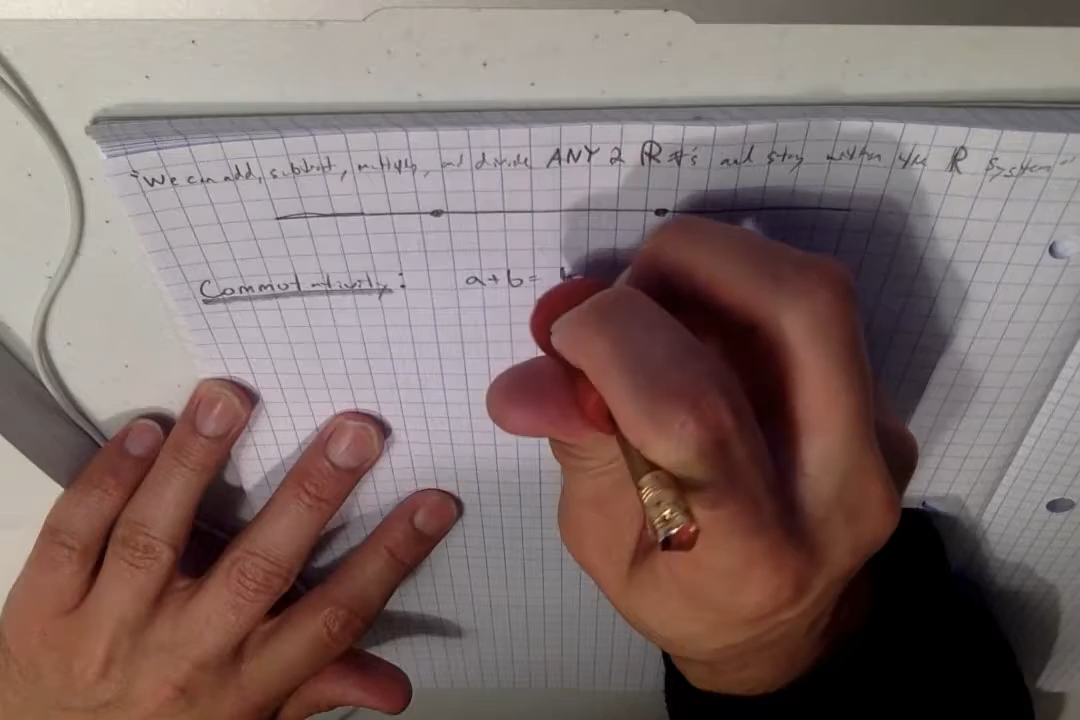 "We can add, subtract, multiply, and divide ANY 2 ℝ #'s and stay within the ℝ system"
Commutativity: a+b= b